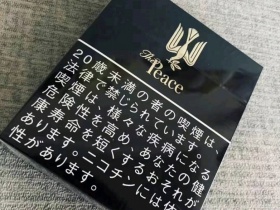 The
Peace
20歳未満の者の喫煙は、
法律で禁じられています。
喫煙は、様々な疾病になる
危険性を高め、あなたの健
康寿命を短くするおそれが
あります。ニコチンには依
性があります。